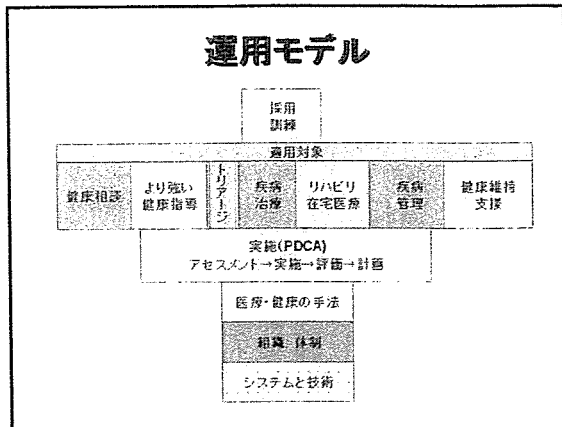 運用モデル
採用
訓練
適用対象
健康相談
より強い
健康指導
トリアージ
疾病
治療
リハビリ
在宅医療
疾病
管理
健康維持
支援
実施(PDCA)
アセスメント→実施→評価→計画
医療・健康の手法
組織 体制
システムと技術